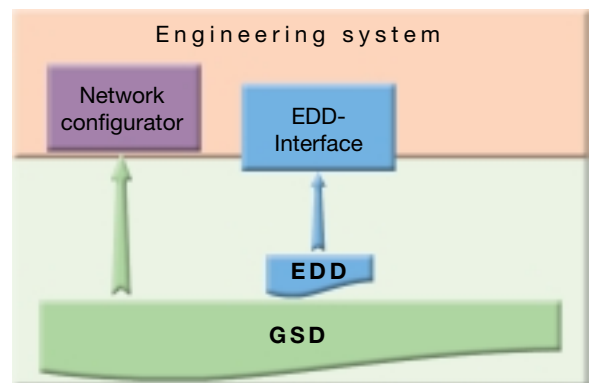 Engineering system
Network
configurator
EDD-
Interface
EDD
GSD